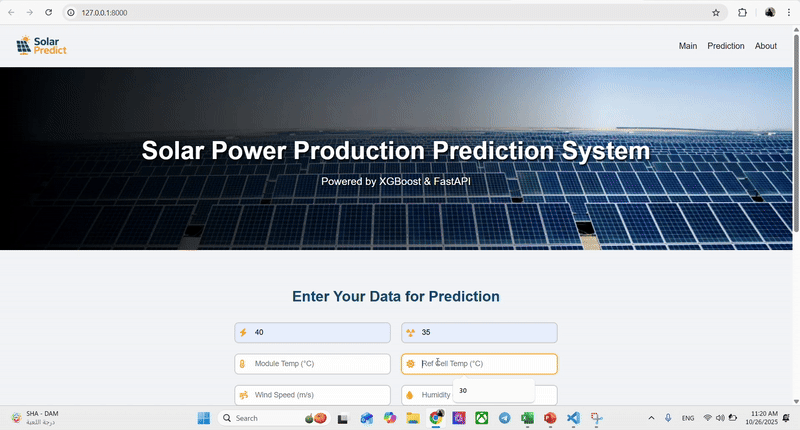 127.0.0.1:8000
Solar
Predict
Main Prediction About
Solar Power Production Prediction System
Powered by XGBoost & FastAPI
Enter Your Data for Prediction
40 35
Module Temp (°C) Ref Cell Temp (°C)
Wind Speed (m/s) Humidity
30
SHA - DAM
درجة اللعبة
Search
ENG
11:20 AM
10/26/2025